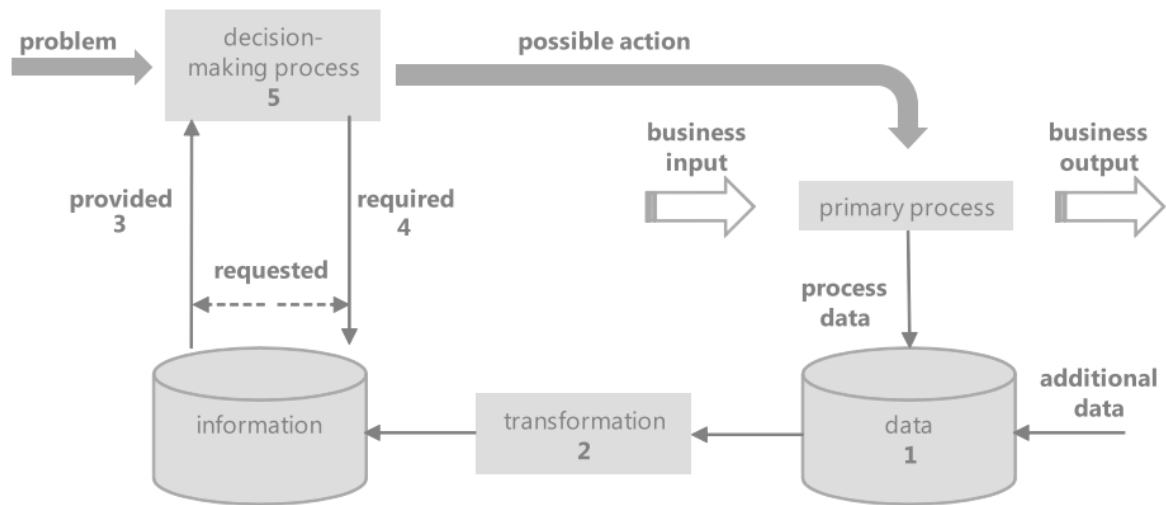 problem
decision-
making process
5
possible action
business
input
business
output
provided
3
required
4
primary process
requested
process
data
additional
data
information
transformation
2
data
1